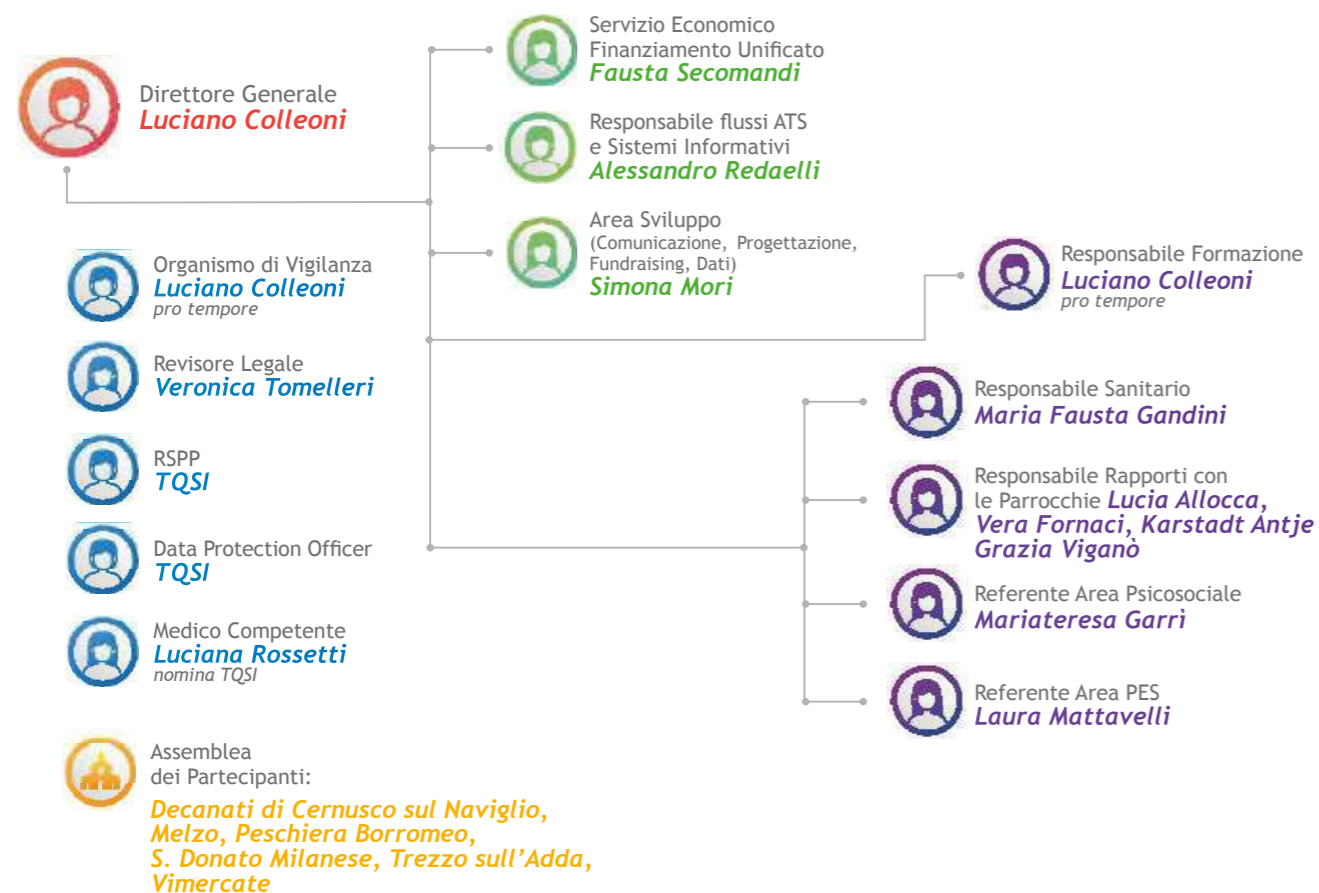 Direttore Generale
Luciano Colleoni
Servizio Economico
Finanziamento Unificato
Fausta Secomandi
Responsabile flussi ATS
e Sistemi Informativi
Alessandro Redaelli
Area Sviluppo
(Comunicazione, Progettazione,
Fundraising, Dati)
Simona Mori
Responsabile Formazione
Luciano Colleoni
pro tempore
Responsabile Sanitario
Maria Fausta Gandini
Responsabile Rapporti con
le Parrocchie Lucia Allocca,
Vera Fornaci, Karstadt Antje
Grazia Viganò
Referente Area Psicosociale
Mariateresa Garrì
Referente Area PES
Laura Mattavelli
Organismo di Vigilanza
Luciano Colleoni
pro tempore
Revisore Legale
Veronica Tomelleri
RSPP
TQSI
Data Protection Officer
TQSI
Medico Competente
Luciana Rossetti
nomina TQSI
Assemblea
dei Partecipanti:
Decanati di Cernusco sul Naviglio,
Melzo, Peschiera Borromeo,
S. Donato Milanese, Trezzo sull’Adda,
Vimercate